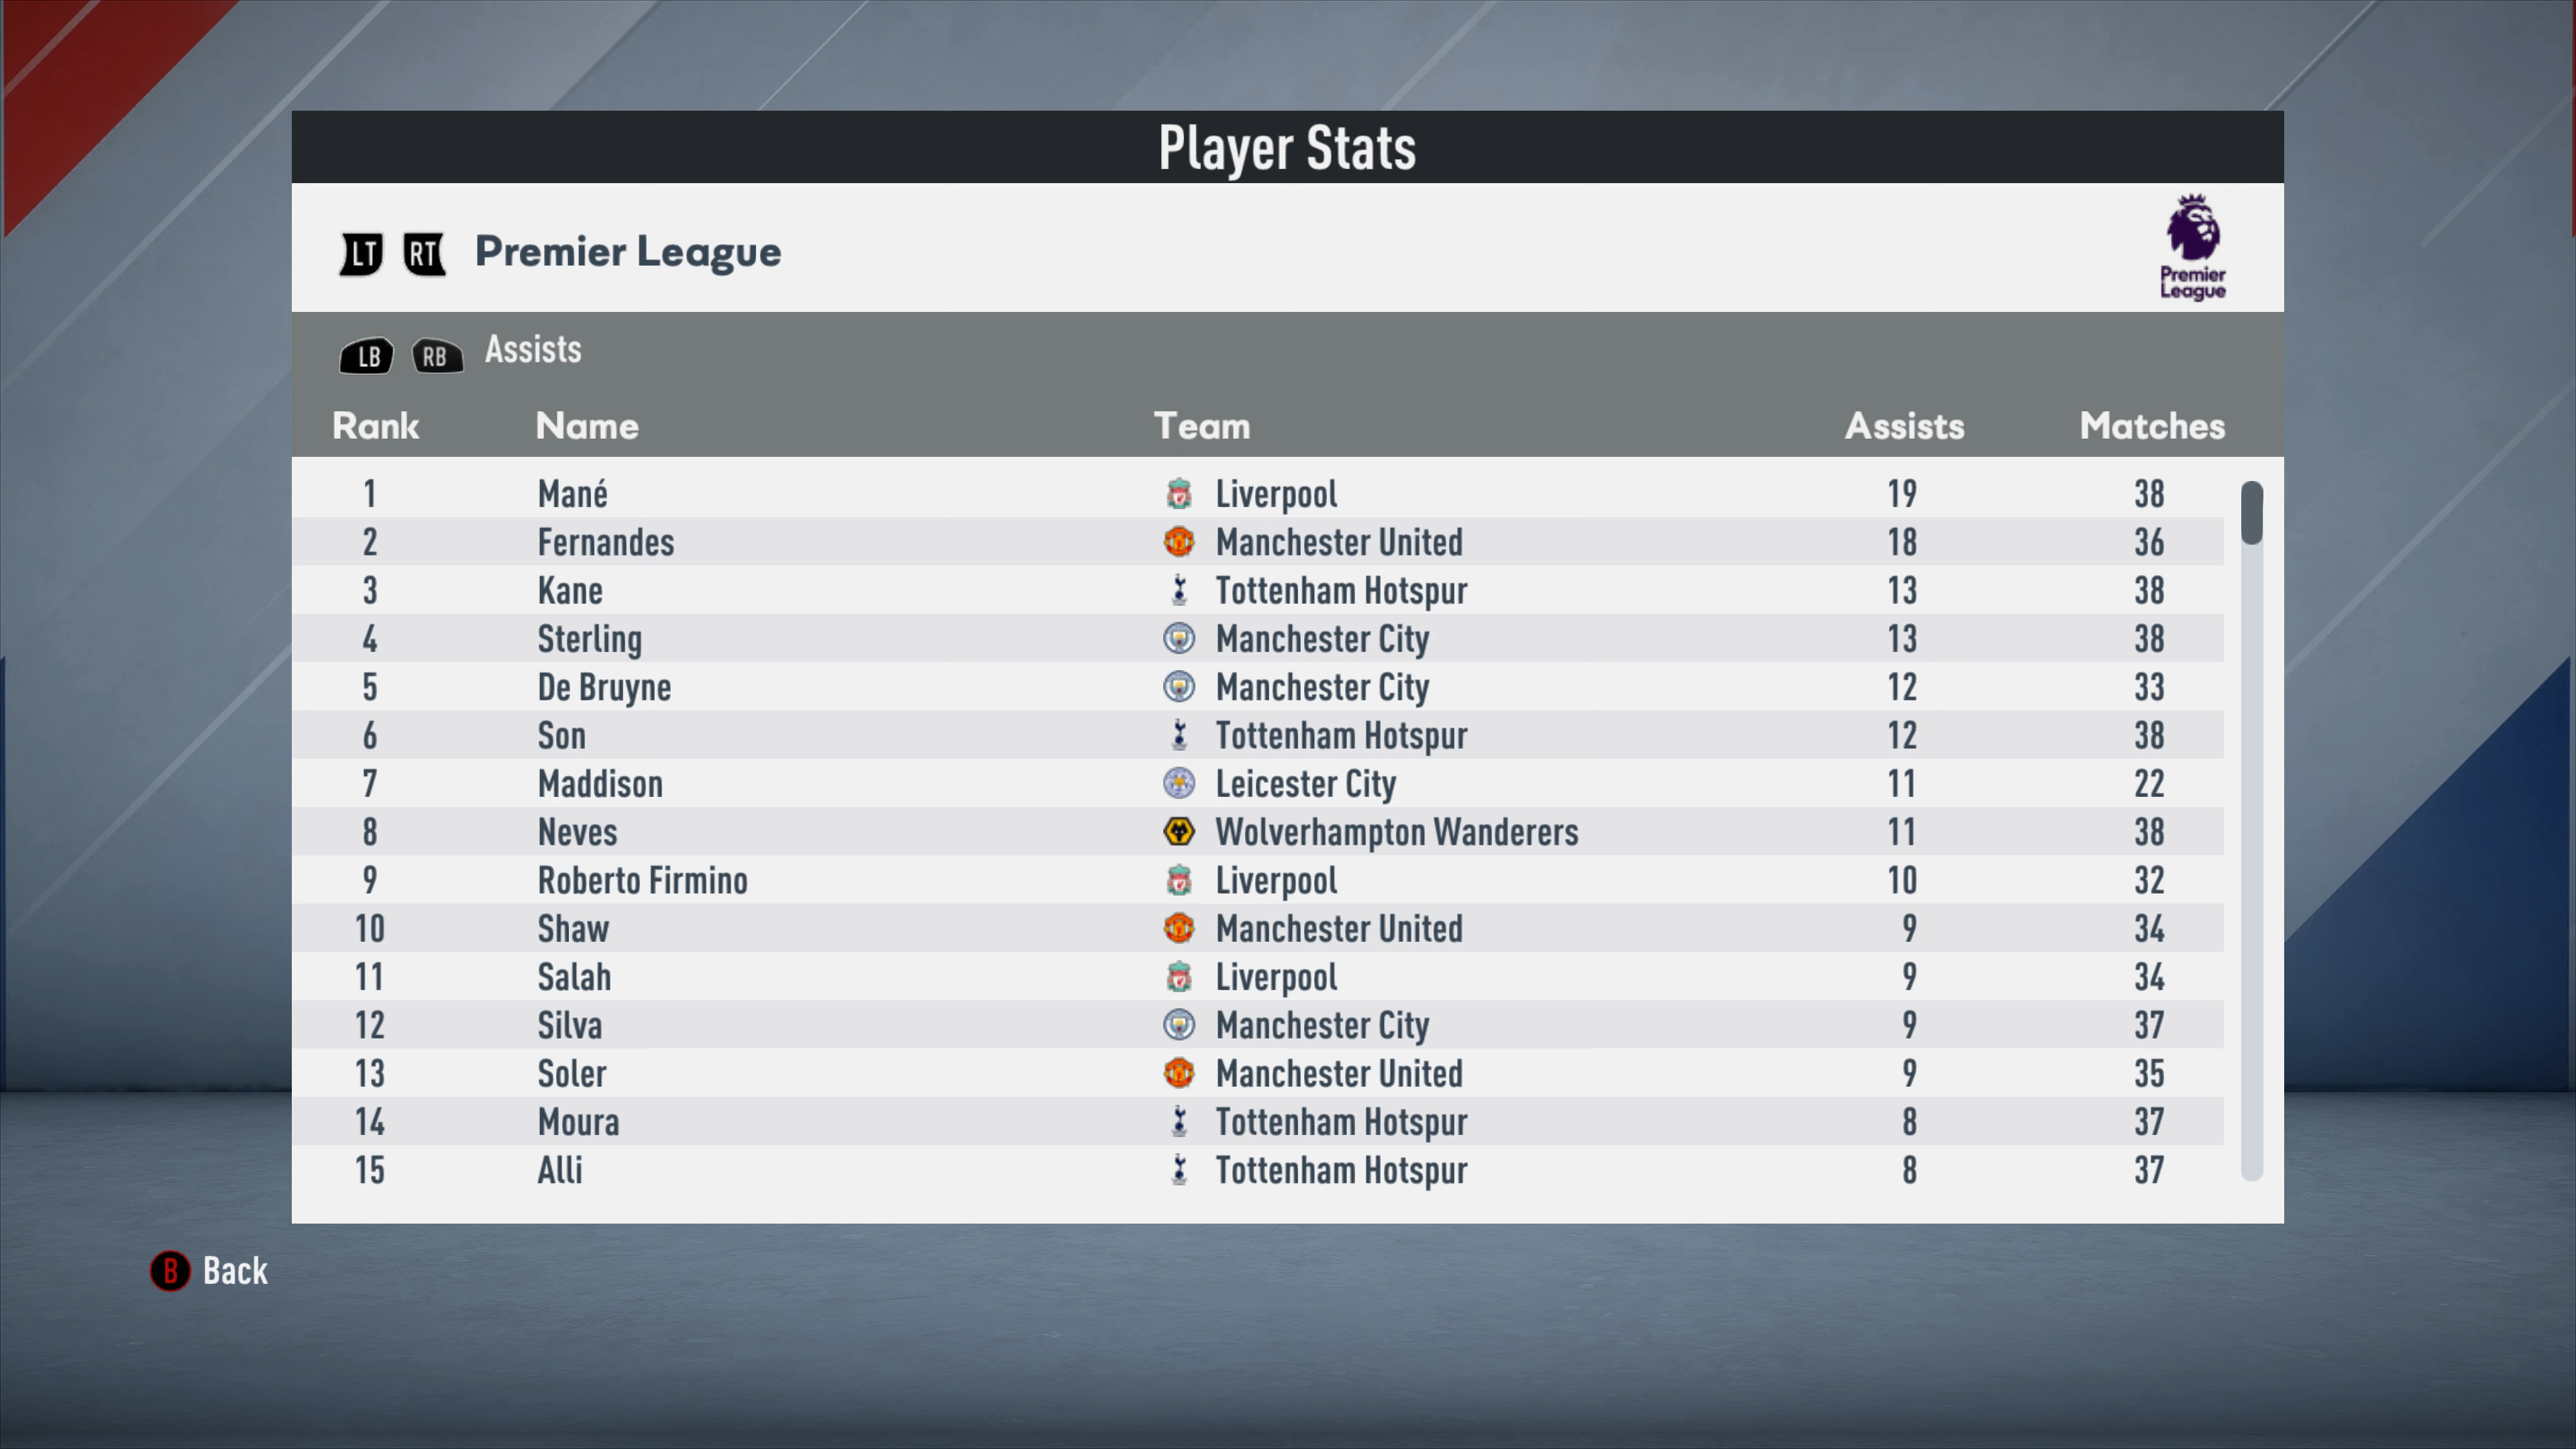 Player Stats
LT RT Premier League
Premier League
LB RB Assists
Rank Name Team Assists Matches
1 Mané Liverpool 19 38
2 Fernandes Manchester United 18 36
3 Kane Tottenham Hotspur 13 38
4 Sterling Manchester City 13 38
5 De Bruyne Manchester City 12 33
6 Son Tottenham Hotspur 12 38
7 Maddison Leicester City 11 22
8 Neves Wolverhampton Wanderers 11 38
9 Roberto Firmino Liverpool 10 32
10 Shaw Manchester United 9 34
11 Salah Liverpool 9 34
12 Silva Manchester City 9 37
13 Soler Manchester United 9 35
14 Moura Tottenham Hotspur 8 37
15 Alli Tottenham Hotspur 8 37
B Back